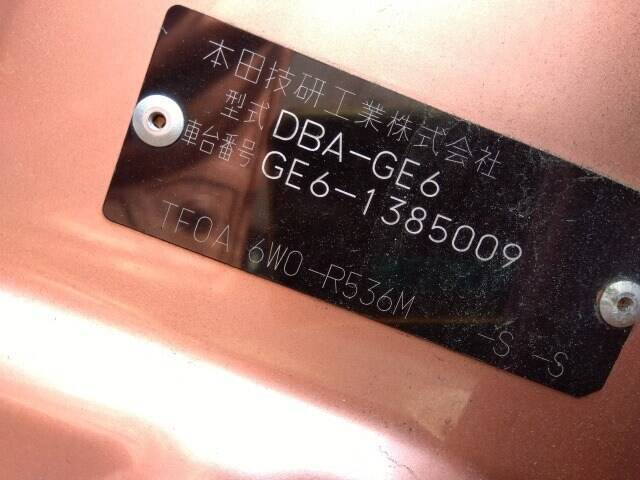 本田技研工業株式会社
型式 DBA-GE6
車台番号 GE6-1385009
TF0A 6W0-R536M -S -S